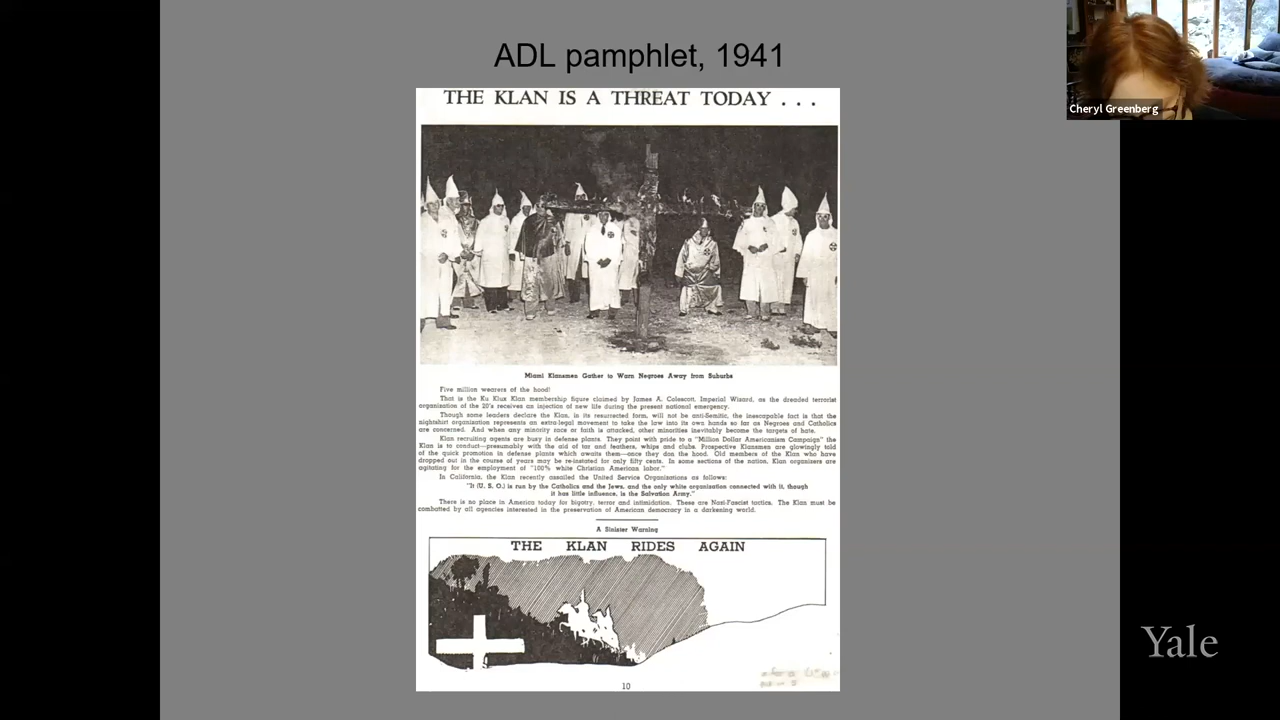 ADL pamphlet, 1941
Cheryl Greenberg
THE KLAN IS A THREAT TODAY . . .
Miami Klansmen Gather to Warn Negroes Away from Suburbs
Five million wearers of the hood!
That is the Ku Klux Klan membership figure claimed by James A. Colescott, Imperial Wizard, as the dreaded terrorist
organization of the 20's receives an injection of new life during the present national emergency.
Though some leaders declare the Klan, in its resurrected form, will not be anti-Semitic, the inescapable fact is that the
nightshirt organization represents an extra-legal movement to take the law into its own hands so far as Negroes and Catholics
are concerned. And when any minority race or faith is attacked, other minorities inevitably become the targets of hate.
Klan recruiting agents are busy in defense plants. They point with pride to a "Million Dollar Americanism Campaign" the
Klan is to conduct—presumably with the aid of tar and feathers, whips and clubs. Prospective Klansmen are glowingly told
of the quick promotion in defense plants which awaits them—once they don the hood. Old members of the Klan who have
dropped out in the course of years may be re-instated for only fifty cents. In some sections of the nation, Klan organizers are
agitating for the employment of "100% white Christian American labor."
In California, the Klan recently assailed the United Service Organizations as follows:
"It (U. S. O.) is run by the Catholics and the Jews, and the only white organization connected with it, though
it has little influence, is the Salvation Army."
There is no place in America today for bigotry, terror and intimidation. These are Nazi-Fascist tactics. The Klan must be
combatted by all agencies interested in the preservation of American democracy in a darkening world.
A Sinister Warning
THE KLAN RIDES AGAIN
10
Yale